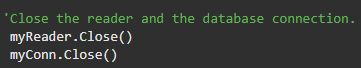 'Close the reader and the database connection.
myReader.Close()
myConn.Close()